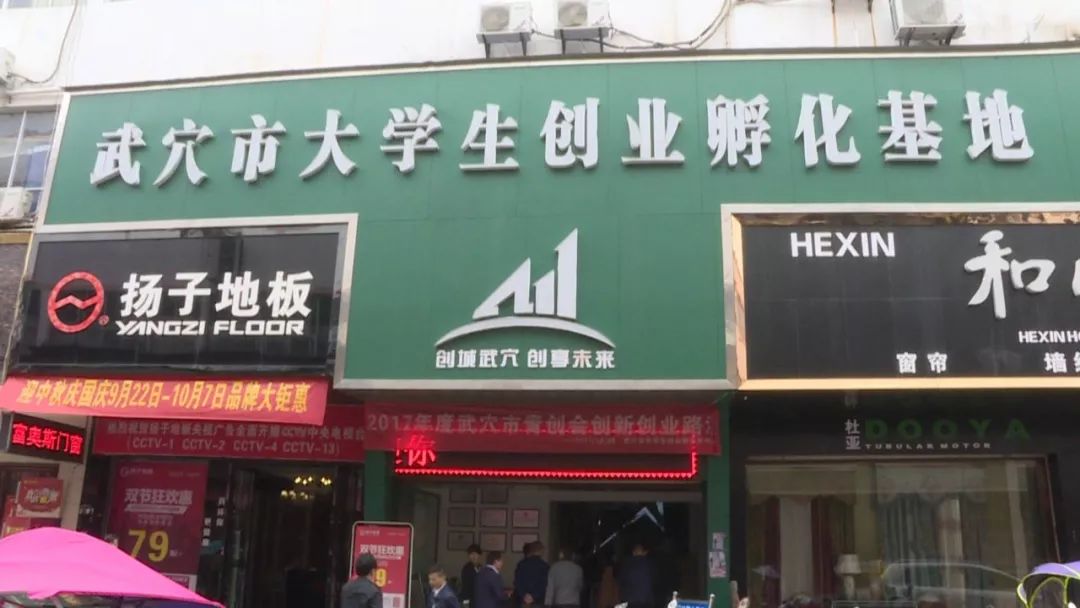 武穴市大学生创业孵化基地
扬子地板
YANGZI FLOOR
创城武穴 创享未来
HEXIN
和
HEXIN
窗帘
墙
迎中秋庆国庆9月22日-10月7日品牌大钜惠
富奥斯门窗
(CCTV-1 CCTV-2 CCTV-4 CCTV-13)
2017年度武穴市青创会创新创业路
你
杜亚
DOOYA
TUBULAR MOTOR
双节狂欢惠
79
双节狂欢惠